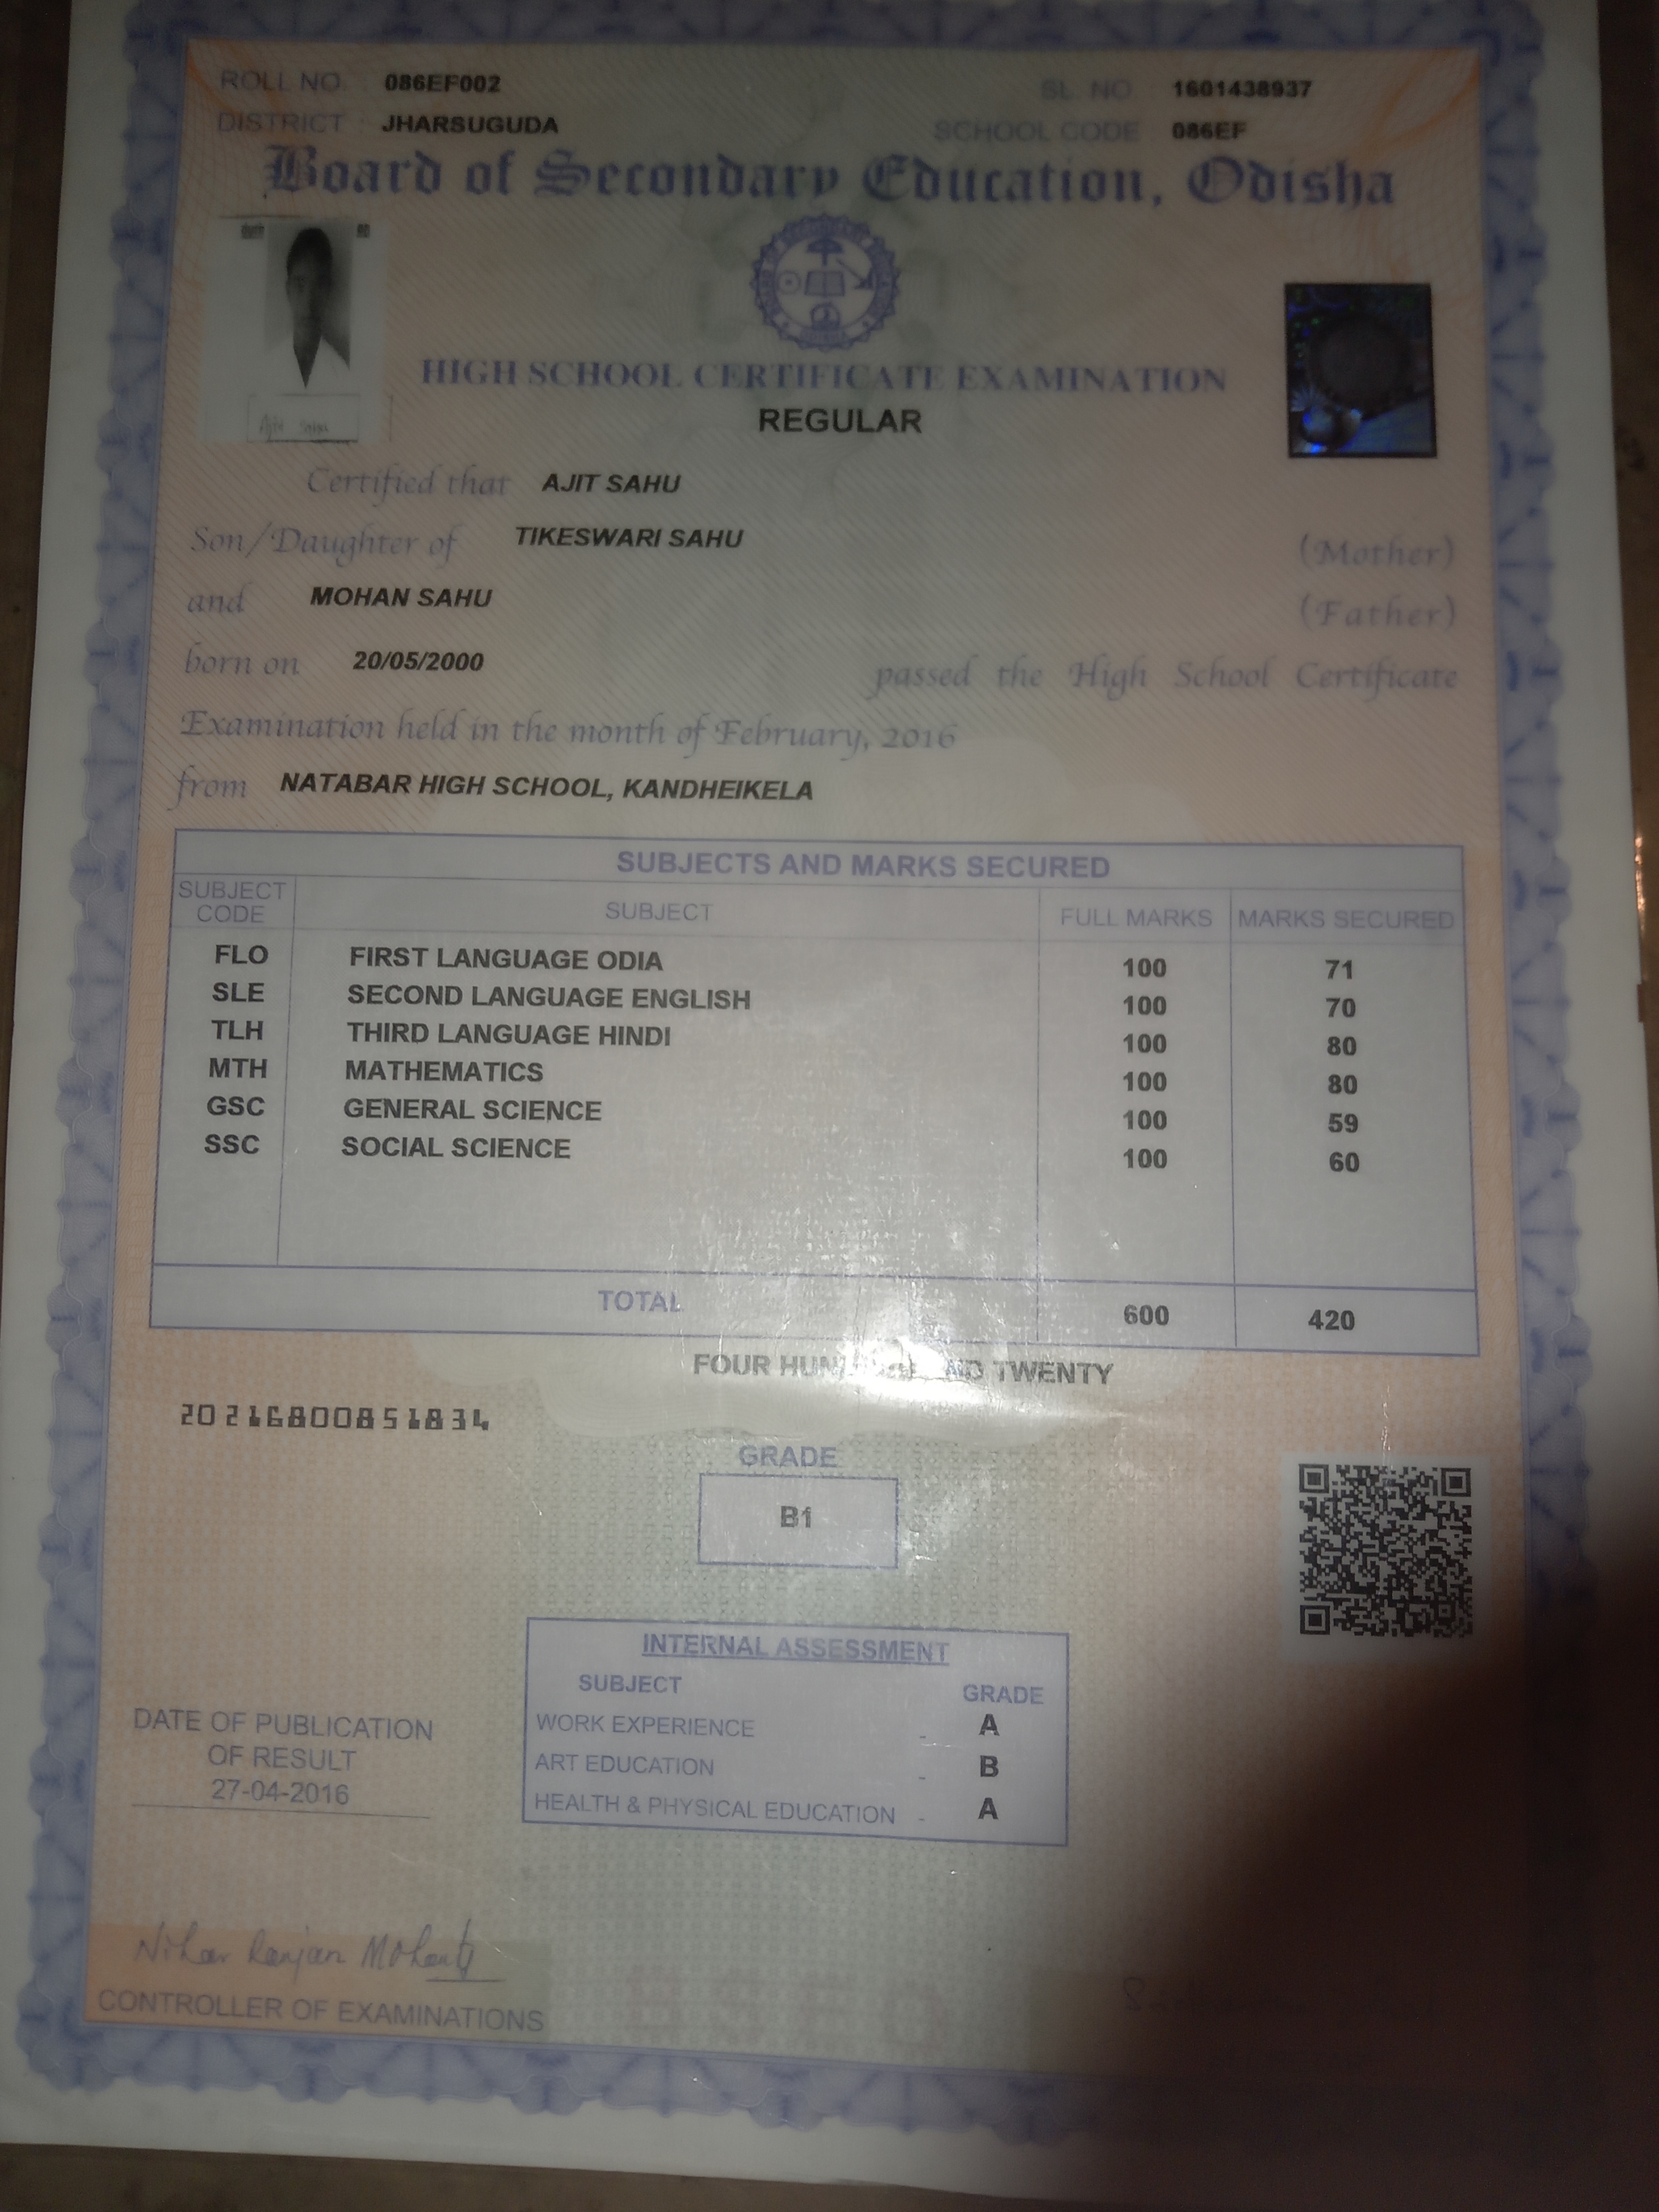 ROLL NO. 086EF002
SL. NO. 1601438937
DISTRICT JHARSUGUDA
SCHOOL CODE 086EF
Board of Secondary Education, Odisha
HIGH SCHOOL CERTIFICATE EXAMINATION
REGULAR
Certified that AJIT SAHU
Son/Daughter of TIKESWARI SAHU (Mother)
and MOHAN SAHU (Father)
born on 20/05/2000 passed the High School Certificate
Examination held in the month of February, 2016
from NATABAR HIGH SCHOOL, KANDHEIKELA
SUBJECTS AND MARKS SECURED
SUBJECT CODE SUBJECT FULL MARKS MARKS SECURED
FLO FIRST LANGUAGE ODIA 100 71
SLE SECOND LANGUAGE ENGLISH 100 70
TLH THIRD LANGUAGE HINDI 100 80
MTH MATHEMATICS 100 80
GSC GENERAL SCIENCE 100 59
SSC SOCIAL SCIENCE 100 60
TOTAL 600 420
FOUR HUNDRED AND TWENTY
20216800851834
GRADE
B1
INTERNAL ASSESSMENT
SUBJECT GRADE
WORK EXPERIENCE - A
ART EDUCATION - B
HEALTH & PHYSICAL EDUCATION - A
DATE OF PUBLICATION
OF RESULT
27-04-2016
Nihar Ranjan Mohanty
CONTROLLER OF EXAMINATIONS